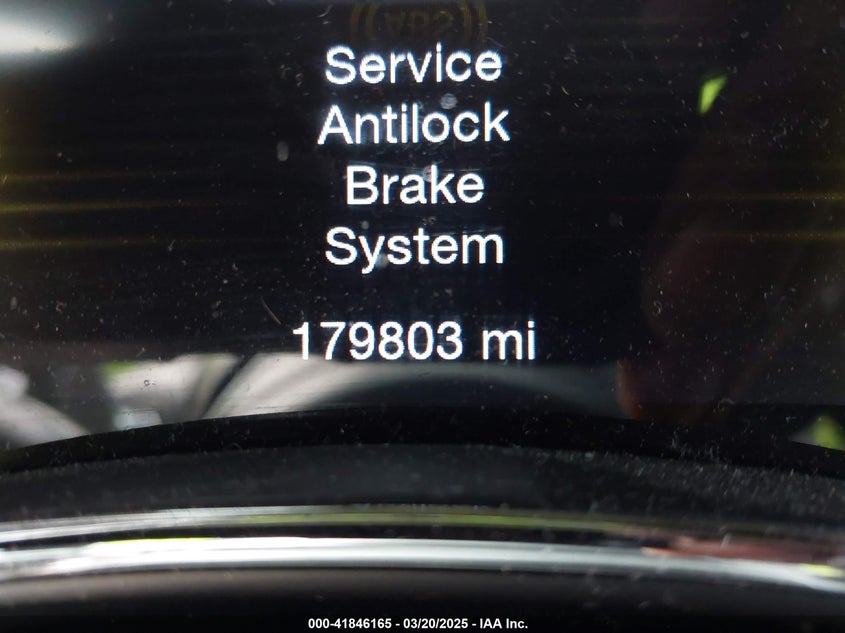 Service
Antilock
Brake
System
179803 mi
000-41846165 - 03/20/2025 - IAA Inc.